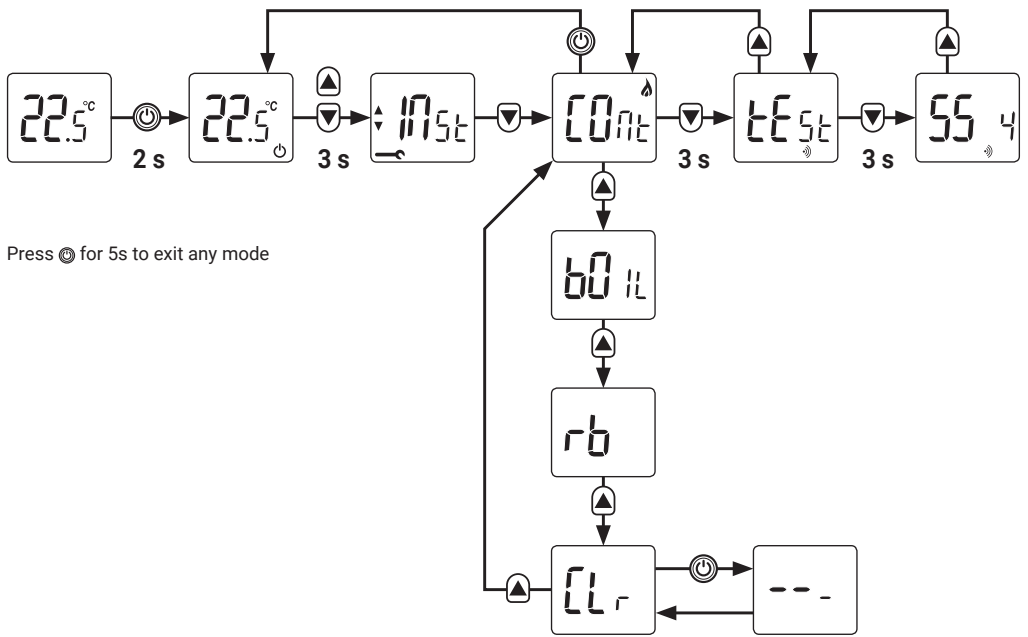 22.5°C
2 s
22.5°C
3 s
INSt
CONt
3 s
tESt
3 s
55 4
Press for 5s to exit any mode
bOIL
rb
CLr
---